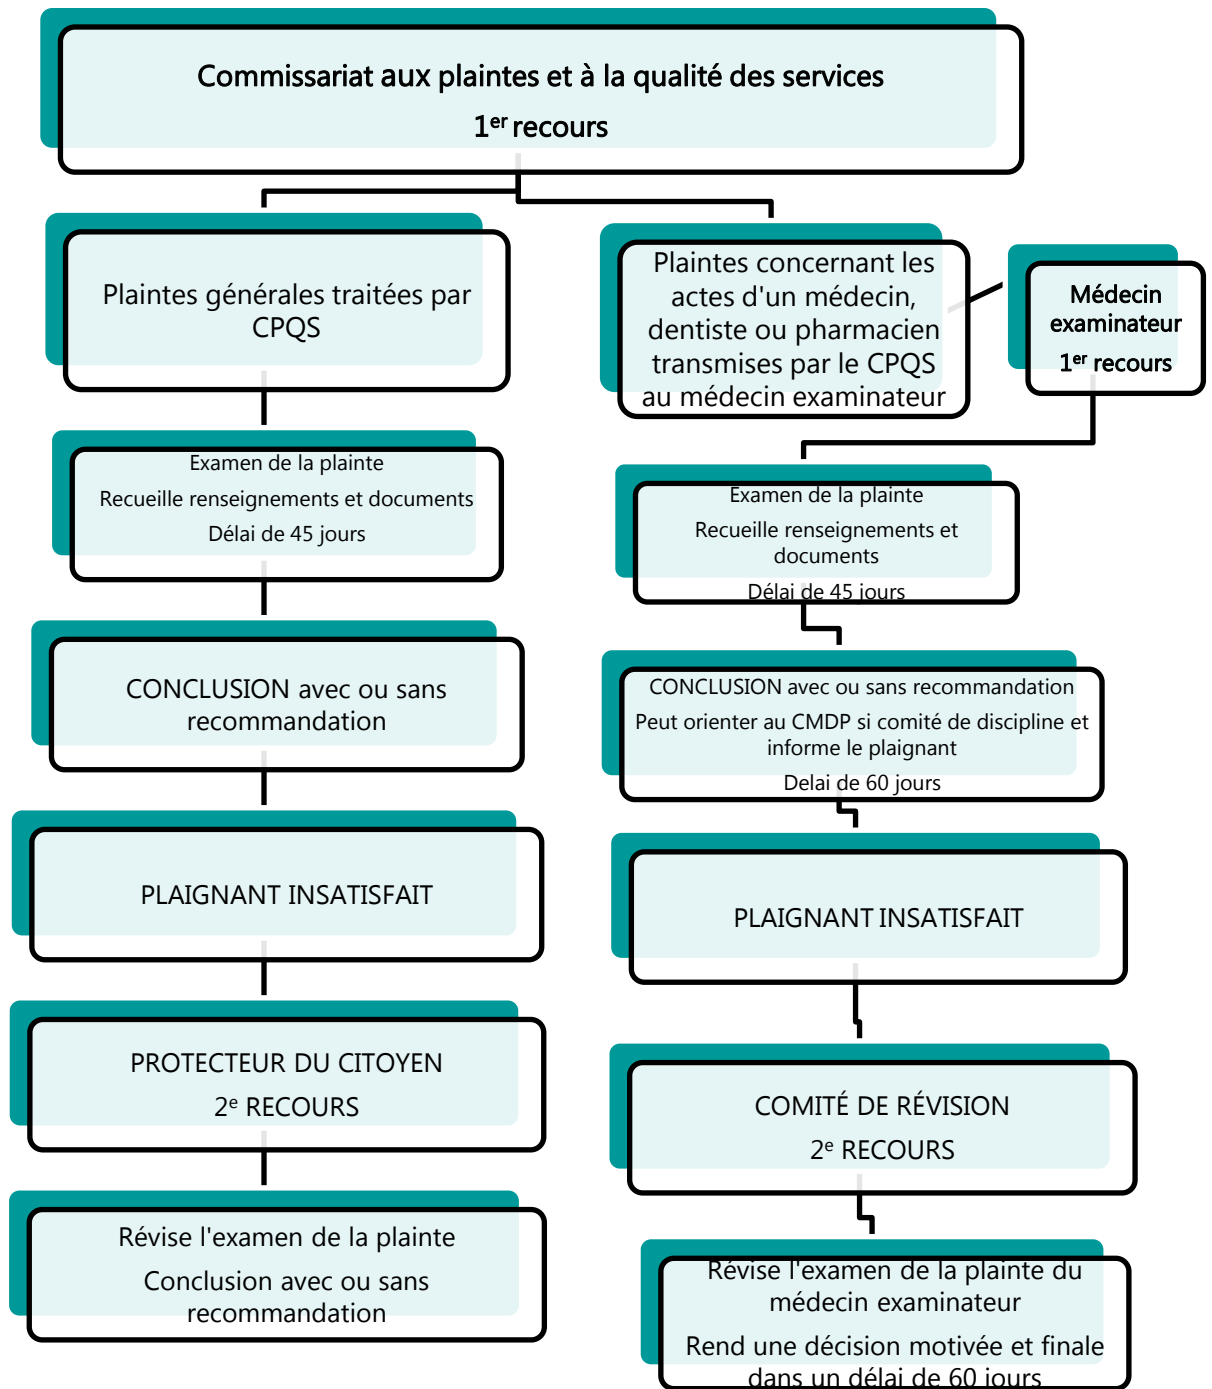 Commissariat aux plaintes et à la qualité des services
1er recours
Plaintes générales traitées par
CPQS
Examen de la plainte
Recueille renseignements et documents
Délai de 45 jours
CONCLUSION avec ou sans
recommandation
PLAIGNANT INSATISFAIT
PROTECTEUR DU CITOYEN
2e RECOURS
Révise l'examen de la plainte
Conclusion avec ou sans
recommandation
Plaintes concernant les
actes d'un médecin,
dentiste ou pharmacien
transmises par le CPQS
au médecin examinateur
Médecin
examinateur
1er recours
Examen de la plainte
Recueille renseignements et
documents
Délai de 45 jours
CONCLUSION avec ou sans recommandation
Peut orienter au CMDP si comité de discipline et
informe le plaignant
Delai de 60 jours
PLAIGNANT INSATISFAIT
COMITÉ DE RÉVISION
2e RECOURS
Révise l'examen de la plainte du
médecin examinateur
Rend une décision motivée et finale
dans un délai de 60 jours